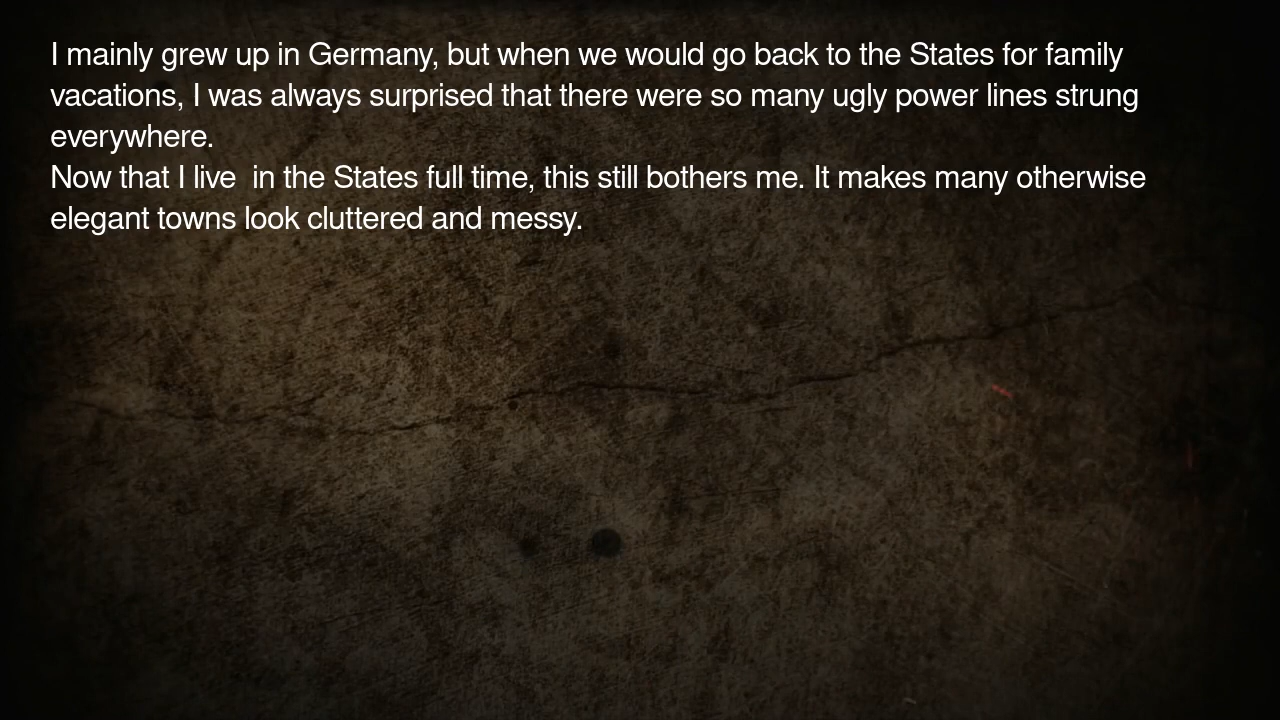 I mainly grew up in Germany, but when we would go back to the States for family
vacations, I was always surprised that there were so many ugly power lines strung
everywhere.
Now that I live  in the States full time, this still bothers me. It makes many otherwise
elegant towns look cluttered and messy.